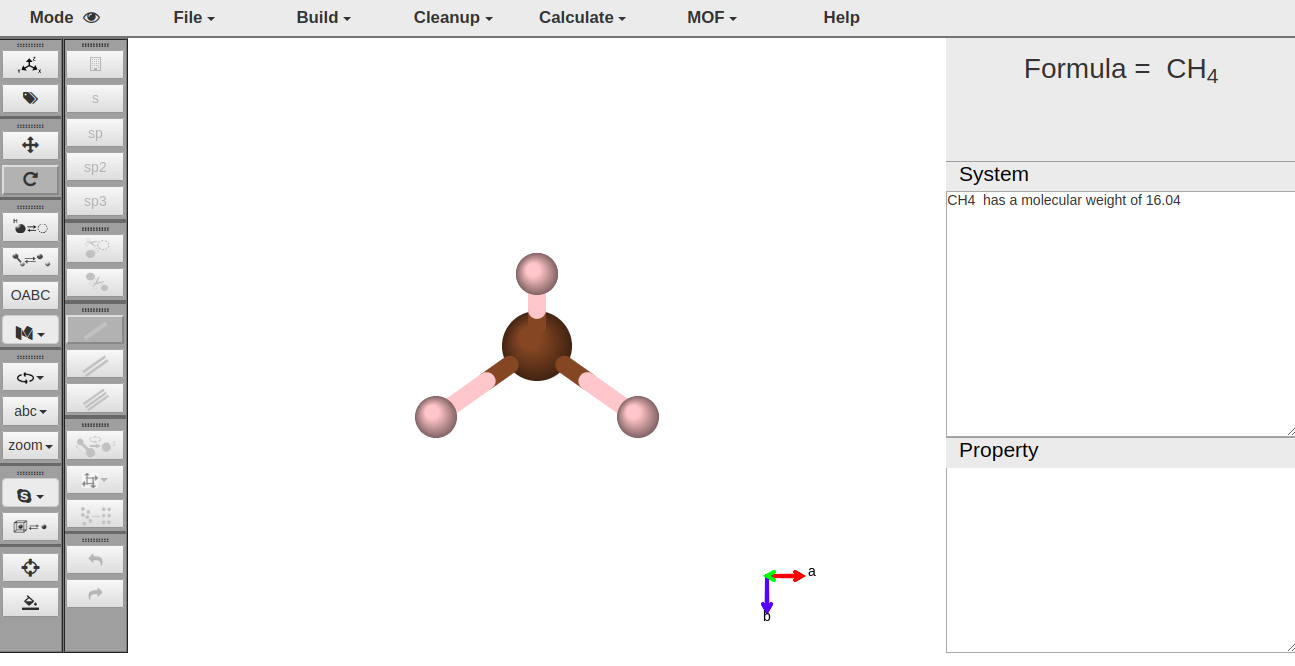 Mode File Build Cleanup Calculate MOF Help
Formula = CH4
System
CH4 has a molecular weight of 16.04
Property
s
sp
sp2
sp3
H
OABC
abc
zoom
S
a
b